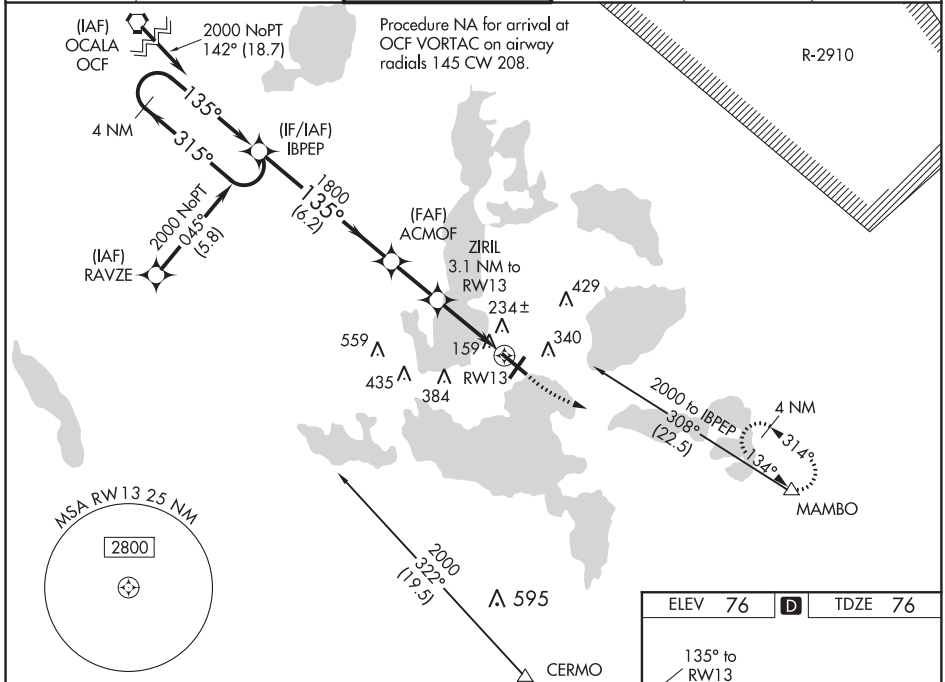 (IAF)
OCALA
OCF
2000 NoPT
142° (18.7)
Procedure NA for arrival at
OCF VORTAC on airway
radials 145 CW 208.
R-2910
135°
4 NM
315°
(IF/IAF)
IBPEP
2000 NoPT
045°
(5.8)
(IAF)
RAVZE
1800
135°
(6.2)
(FAF)
ACMOF
ZIRIL
3.1 NM to
RW13
234±
429
159
340
559
435
384
RW13
2000 to IBPEP
308°
(22.5)
4 NM
314°
134°
MAMBO
MSA RW13 25 NM
2800
2000
322°
(19.5)
595
CERMO
ELEV 76 D TDZE 76
135° to
RW13